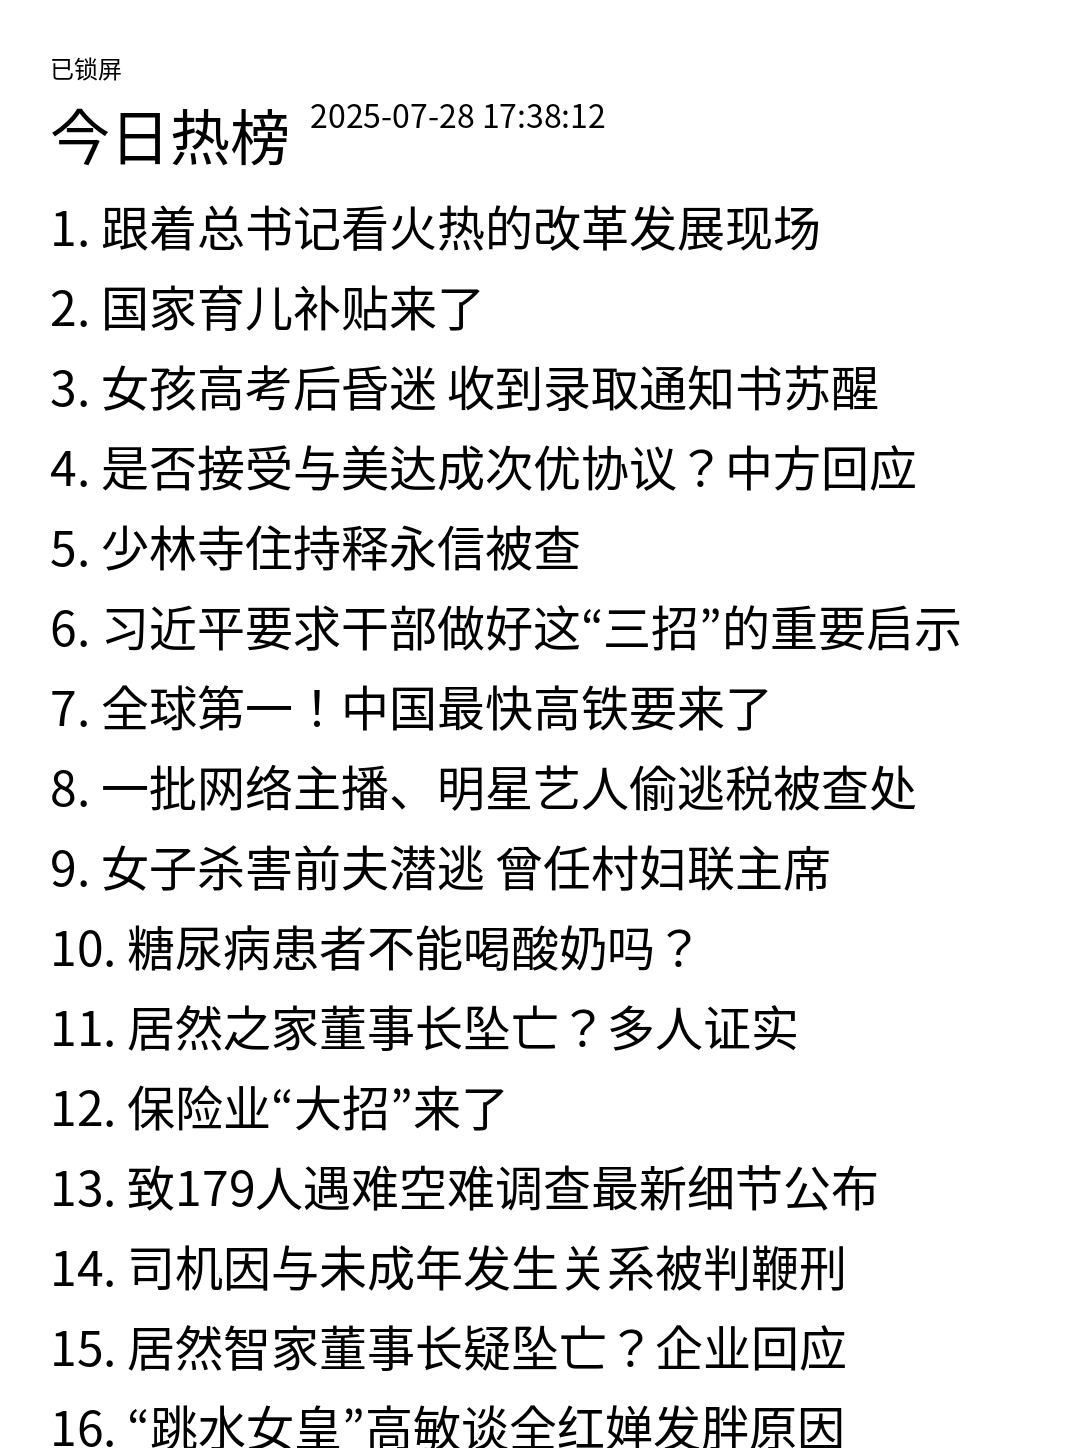 已锁屏
今日热榜 2025-07-28 17:38:12
1. 跟着总书记看火热的改革发展现场
2. 国家育儿补贴来了
3. 女孩高考后昏迷 收到录取通知书苏醒
4. 是否接受与美达成次优协议？中方回应
5. 少林寺住持释永信被查
6. 习近平要求干部做好这“三招”的重要启示
7. 全球第一！中国最快高铁要来了
8. 一批网络主播、明星艺人偷逃税被查处
9. 女子杀害前夫潜逃 曾任村妇联主席
10. 糖尿病患者不能喝酸奶吗？
11. 居然之家董事长坠亡？多人证实
12. 保险业“大招”来了
13. 致179人遇难空难调查最新细节公布
14. 司机因与未成年发生关系被判鞭刑
15. 居然智家董事长疑坠亡？企业回应
16. “跳水女皇”高敏谈全红婵发胖原因